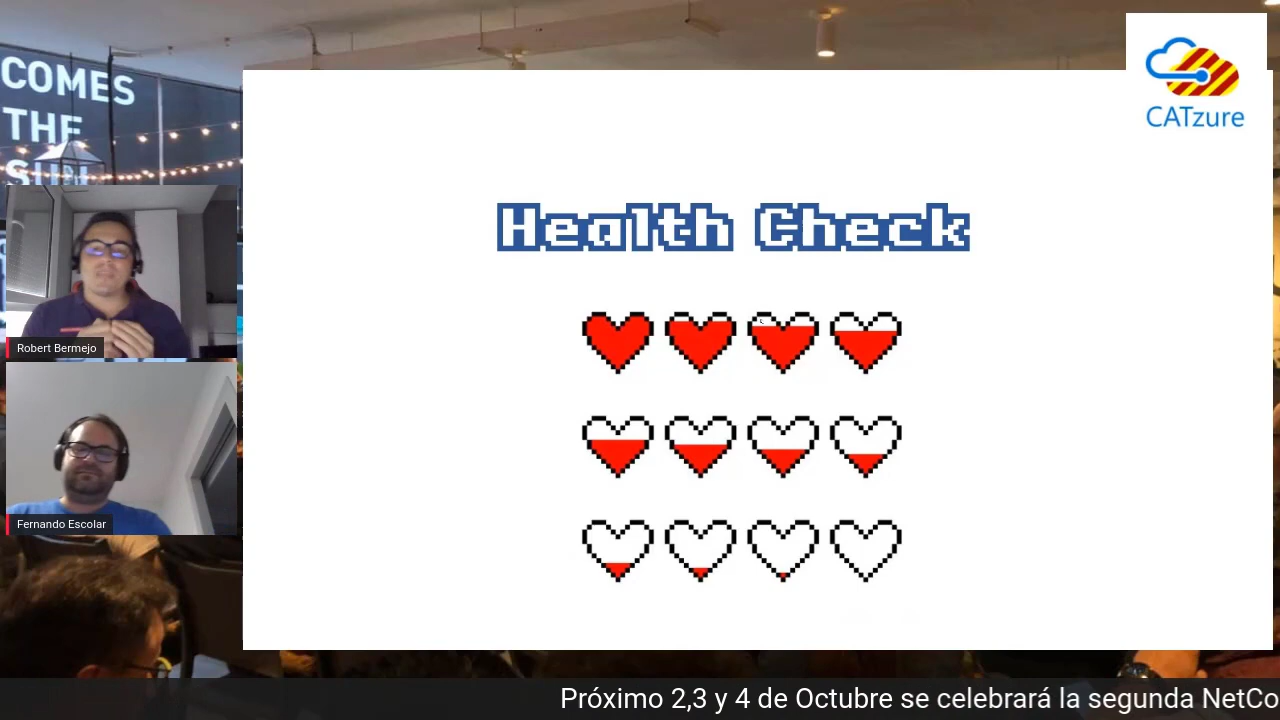 COMES
THE
SUN
CATzure
Health Check
Robert Bermejo
Fernando Escolar
Próximo 2,3 y 4 de Octubre se celebrará la segunda NetCo